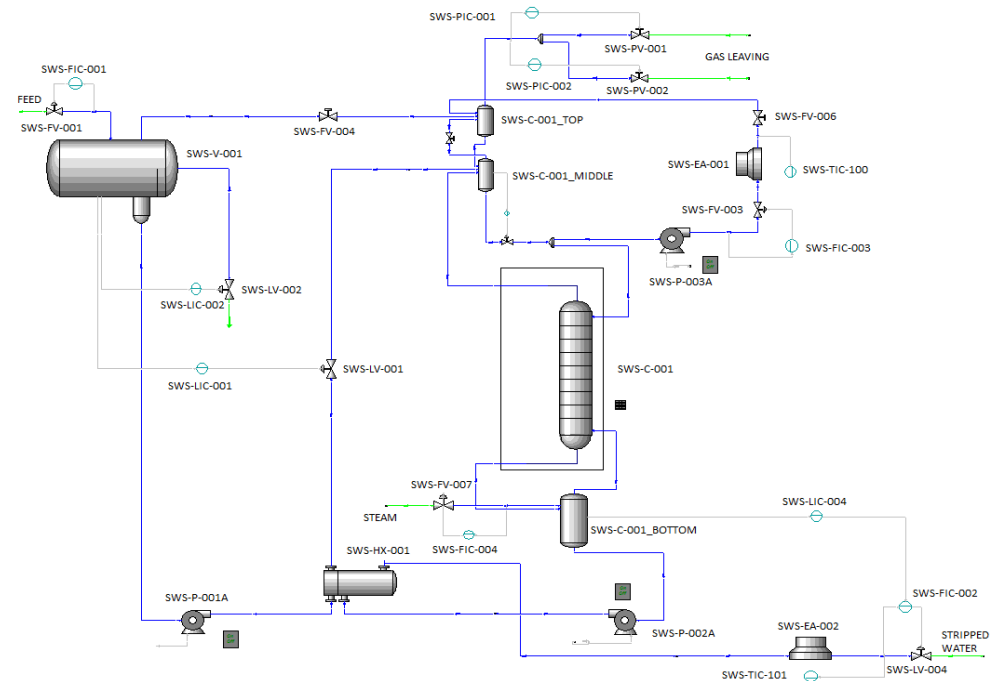 SWS-PIC-001
SWS-PV-001
GAS LEAVING
SWS-PIC-002
SWS-PV-002
SWS-FIC-001
FEED
SWS-FV-001
SWS-FV-004
SWS-C-001_TOP
SWS-FV-006
SWS-V-001
SWS-EA-001
SWS-TIC-100
SWS-C-001_MIDDLE
SWS-FV-003
SWS-FIC-003
SWS-P-003A
SWS-LV-002
SWS-LIC-002
SWS-C-001
SWS-LV-001
SWS-LIC-001
SWS-FV-007
STEAM
SWS-LIC-004
SWS-C-001_BOTTOM
SWS-HX-001
SWS-FIC-004
SWS-P-001A
SWS-FIC-002
SWS-P-002A
SWS-EA-002
STRIPPED
WATER
SWS-LV-004
SWS-TIC-101